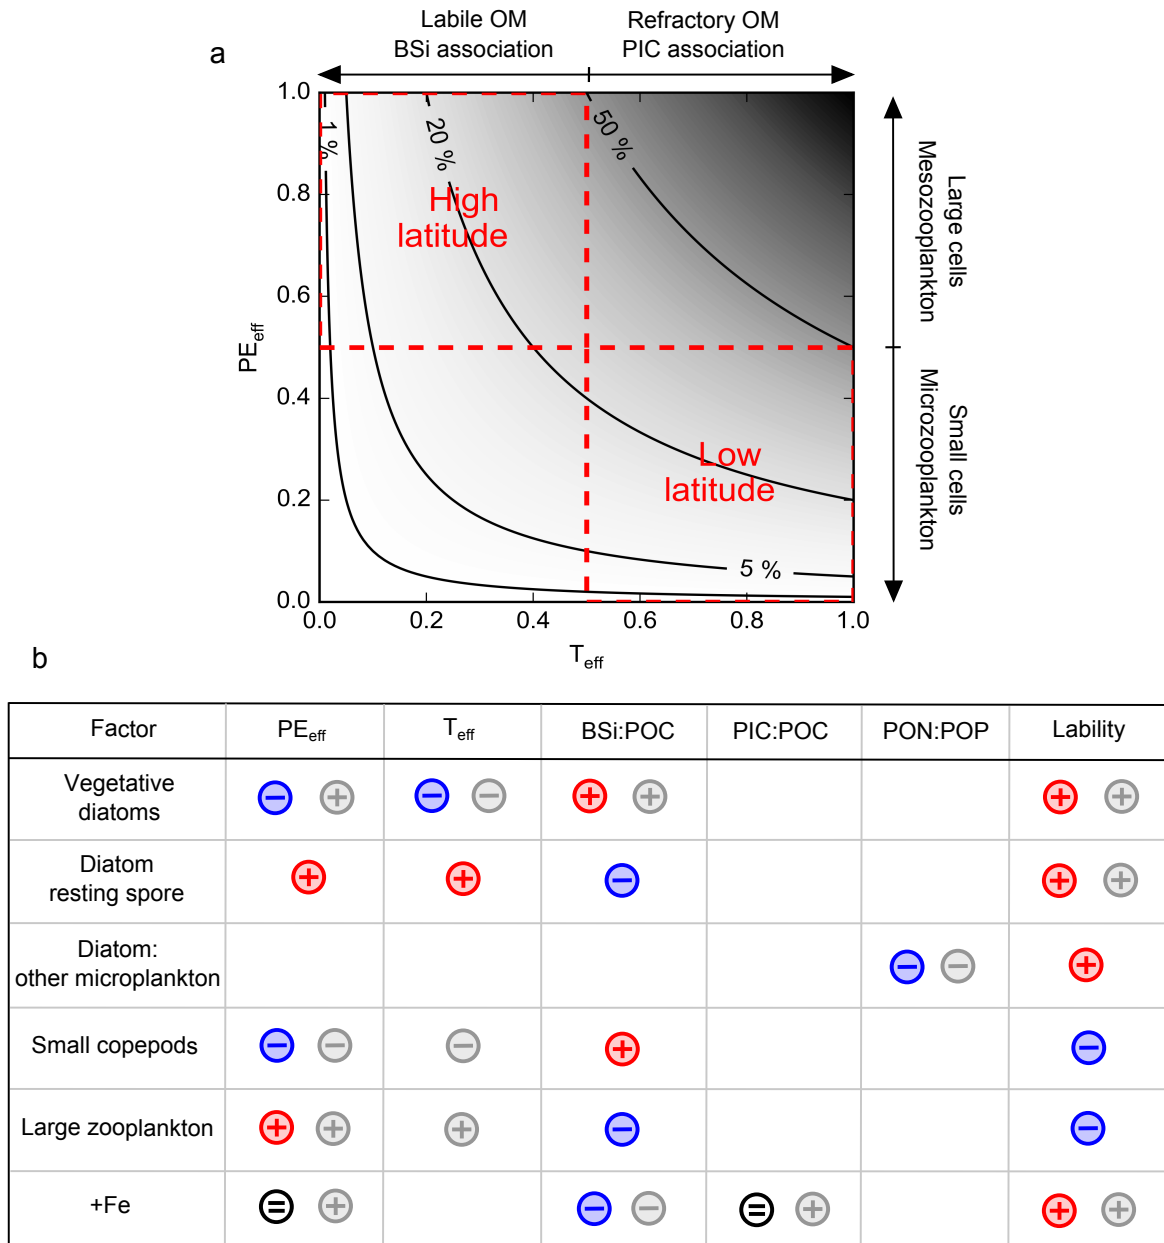 a
Labile OM
BSi association
Refractory OM
PIC association
1.0
0.8
0.6
0.4
0.2
0.0
PEeff
1 %
20 %
50 %
5 %
High
latitude
Low
latitude
Large cells
Mesozooplankton
Small cells
Microzooplankton
0.0
0.2
0.4
0.6
0.8
1.0
Teff
b
Factor PEeff Teff BSi:POC PIC:POC PON:POP Lability
Vegetative
diatoms
− + − − + + + +
Diatom
resting spore
+ + − + +
Diatom:
other microplankton
− − +
Small copepods − − − + −
Large zooplankton + + + − −
+Fe = + − − = + + +